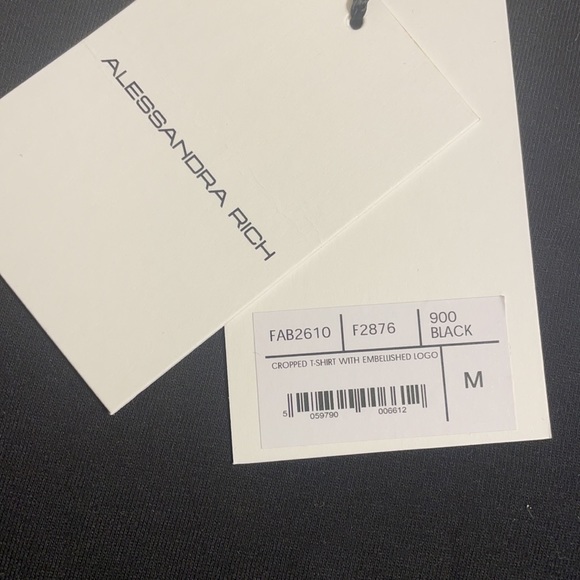 ALESSANDRA RICH
FAB2610 F2876 900 BLACK
CROPPED T-SHIRT WITH EMBELLISHED LOGO
M
5 059790 006612